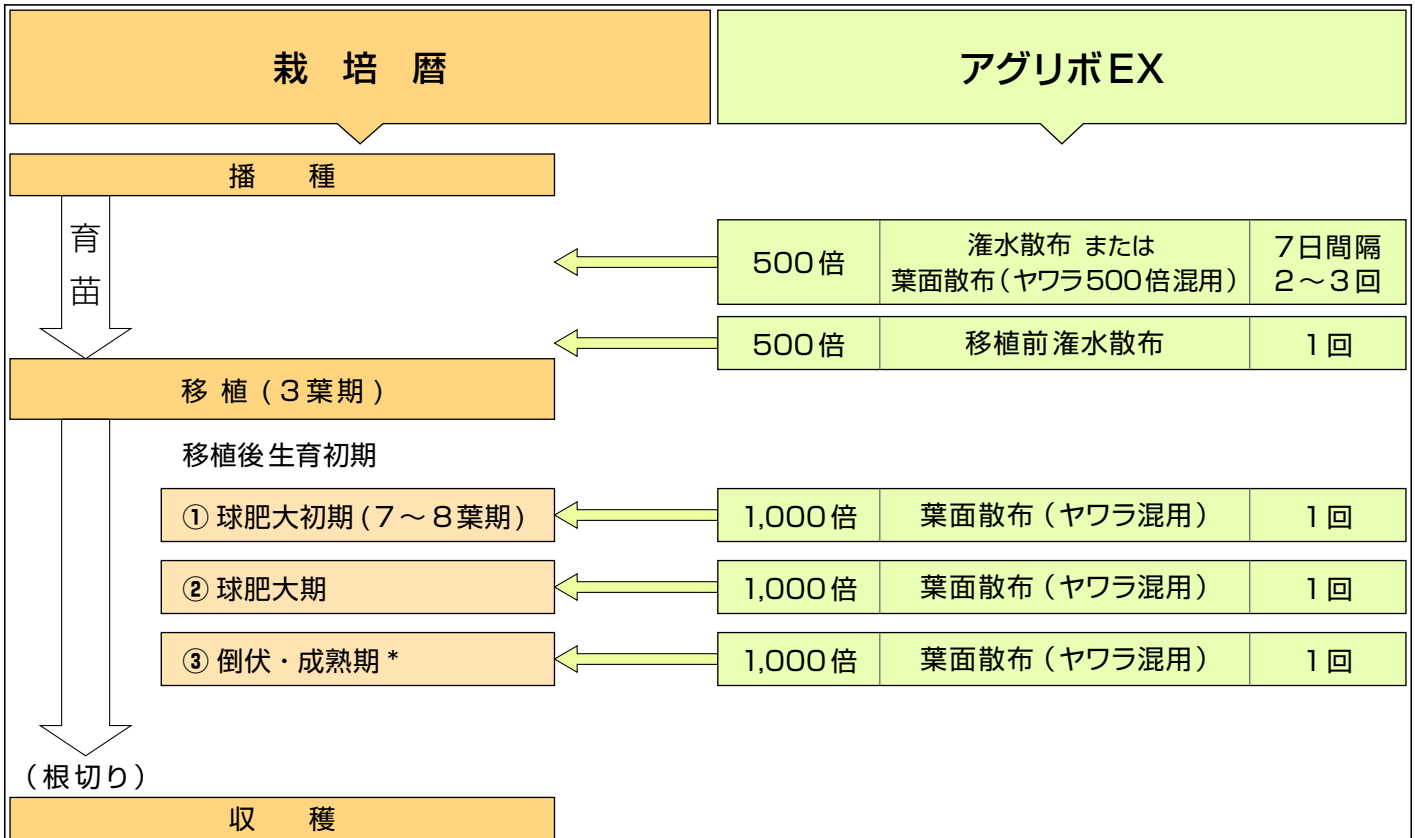 栽 培 暦
アグリボEX
播 種
育
苗
500倍
潅水散布 または
葉面散布(ヤワラ500倍混用)
7日間隔
2〜3回
500倍
移植前潅水散布
1回
移 植 ( 3葉期 )
移植後生育初期
① 球肥大初期 ( 7〜8葉期 )
1,000倍
葉面散布 ( ヤワラ混用 )
1回
② 球肥大期
1,000倍
葉面散布 ( ヤワラ混用 )
1回
③ 倒伏・成熟期 *
1,000倍
葉面散布 ( ヤワラ混用 )
1回
(根切り)
収 穫